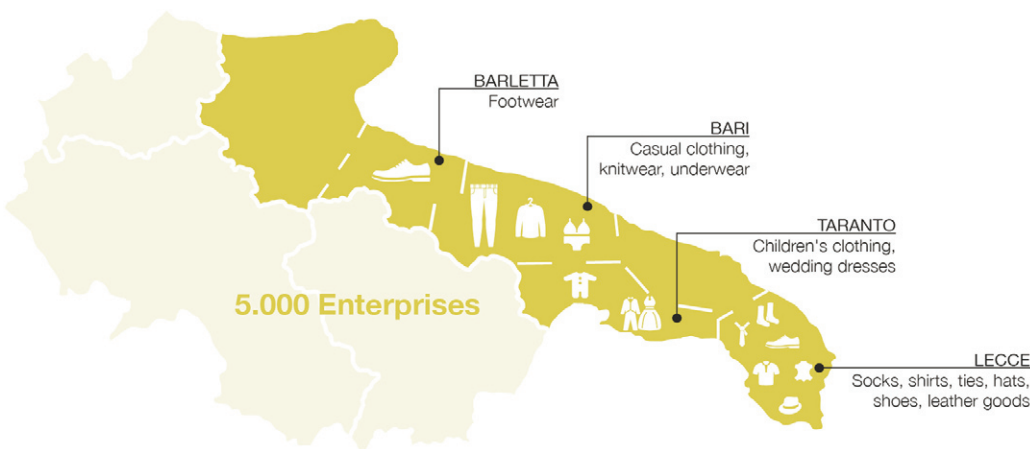 BARLETTA
Footwear
BARI
Casual clothing,
knitwear, underwear
TARANTO
Children's clothing,
wedding dresses
5.000 Enterprises
LECCE
Socks, shirts, ties, hats,
shoes, leather goods